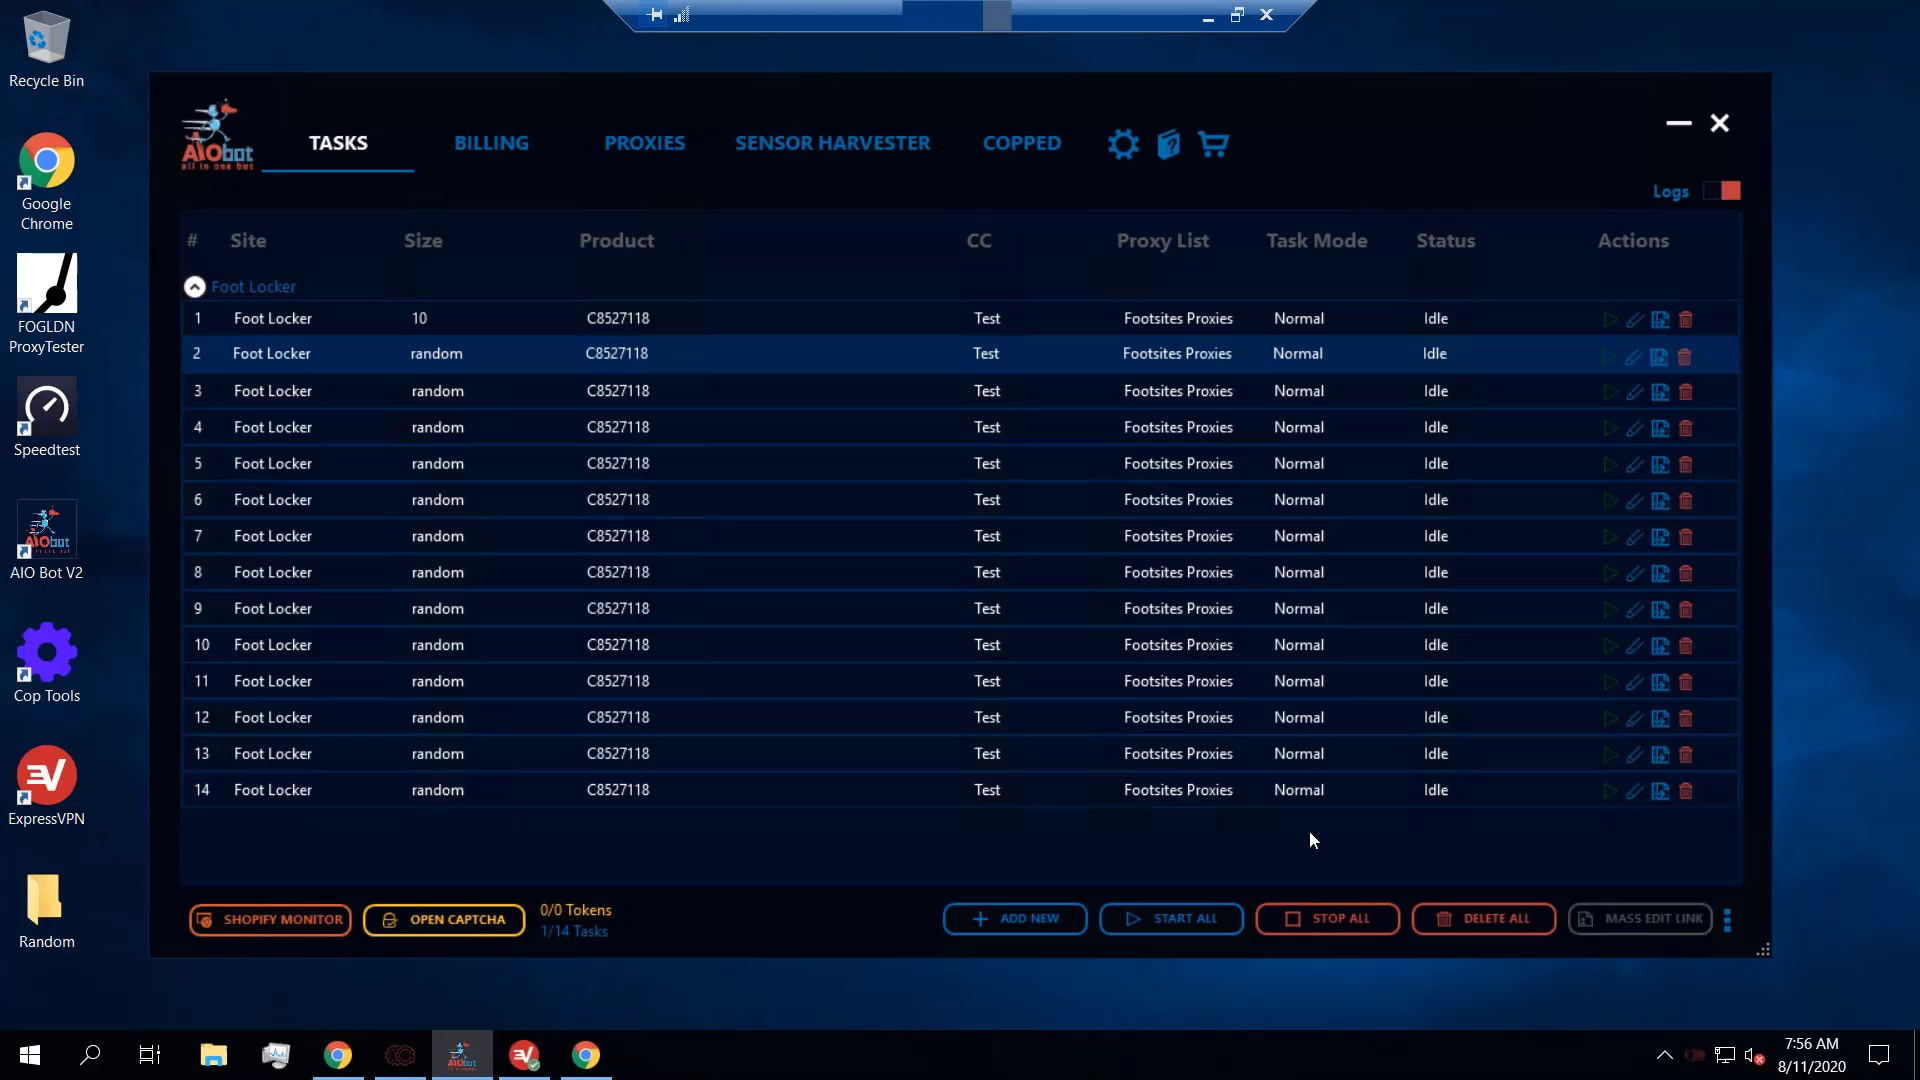 Recycle Bin
Google
Chrome
FOGLDN
ProxyTester
Speedtest
AIObot
AIO Bot V2
Cop Tools
ExpressVPN
Random
AIObot
all in one bot
TASKS BILLING PROXIES SENSOR HARVESTER COPPED
Logs
# Site Size Product CC Proxy List Task Mode Status Actions
Foot Locker
1 Foot Locker 10 C8527118 Test Footsites Proxies Normal Idle
2 Foot Locker random C8527118 Test Footsites Proxies Normal Idle
3 Foot Locker random C8527118 Test Footsites Proxies Normal Idle
4 Foot Locker random C8527118 Test Footsites Proxies Normal Idle
5 Foot Locker random C8527118 Test Footsites Proxies Normal Idle
6 Foot Locker random C8527118 Test Footsites Proxies Normal Idle
7 Foot Locker random C8527118 Test Footsites Proxies Normal Idle
8 Foot Locker random C8527118 Test Footsites Proxies Normal Idle
9 Foot Locker random C8527118 Test Footsites Proxies Normal Idle
10 Foot Locker random C8527118 Test Footsites Proxies Normal Idle
11 Foot Locker random C8527118 Test Footsites Proxies Normal Idle
12 Foot Locker random C8527118 Test Footsites Proxies Normal Idle
13 Foot Locker random C8527118 Test Footsites Proxies Normal Idle
14 Foot Locker random C8527118 Test Footsites Proxies Normal Idle
SHOPIFY MONITOR OPEN CAPTCHA
0/0 Tokens
1/14 Tasks
ADD NEW START ALL STOP ALL DELETE ALL MASS EDIT LINK
AIObot
7:56 AM
8/11/2020